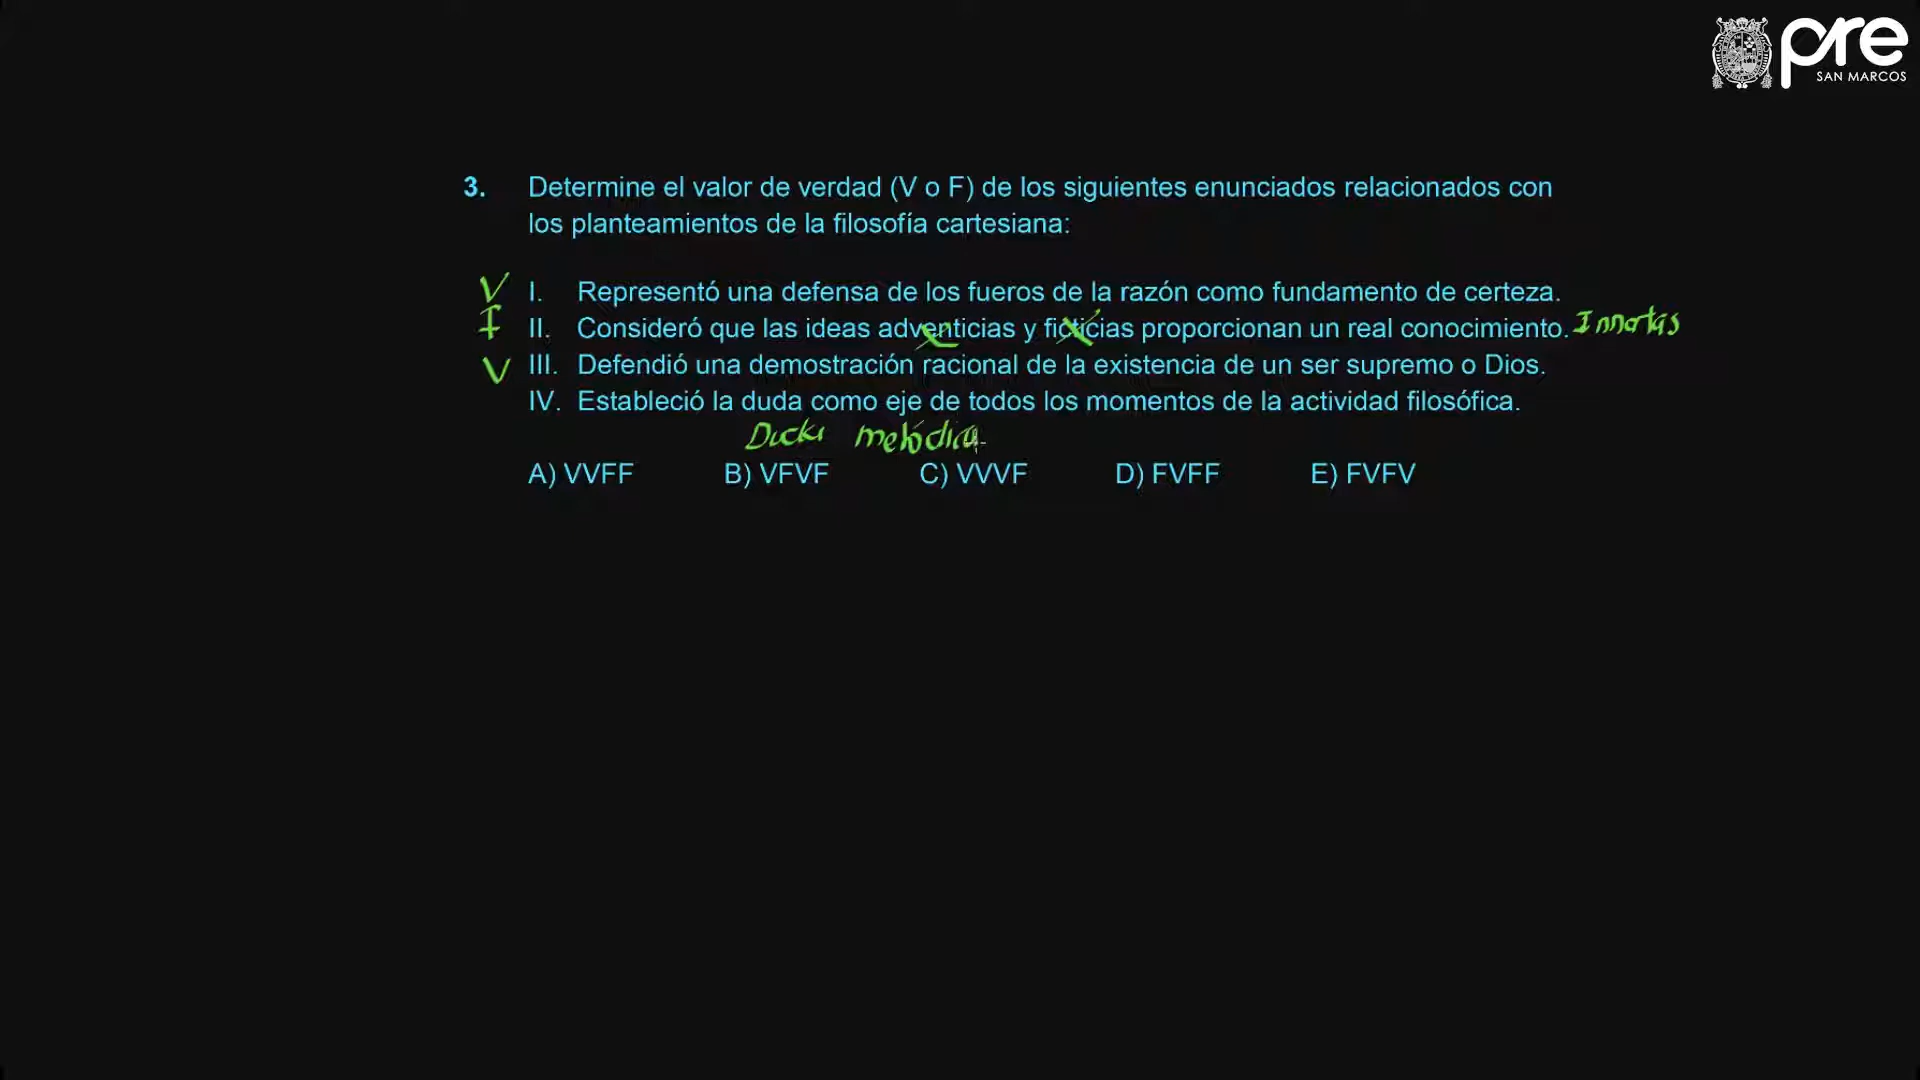 pre
SAN MARCOS
3. Determine el valor de verdad (V o F) de los siguientes enunciados relacionados con
los planteamientos de la filosofía cartesiana:
V I. Representó una defensa de los fueros de la razón como fundamento de certeza.
F II. Consideró que las ideas adventicias y ficticias proporcionan un real conocimiento. Innatas
V III. Defendió una demostración racional de la existencia de un ser supremo o Dios.
IV. Estableció la duda como eje de todos los momentos de la actividad filosófica.
Duda metódica
A) VVFF B) VFVF C) VVVF D) FVFF E) FVFV